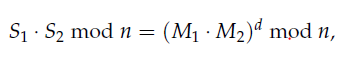 S₁ · S₂ mod n = (M₁ · M₂)ᵈ mod n,